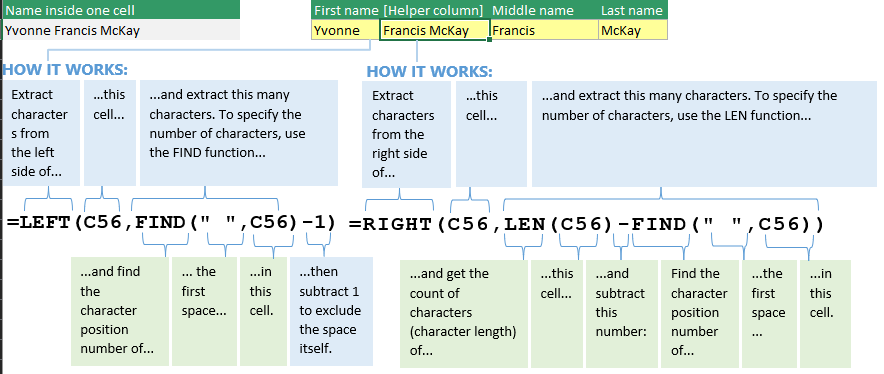 Name inside one cell
First name [Helper column] Middle name Last name
Yvonne Francis McKay
Yvonne Francis McKay Francis McKay
HOW IT WORKS:
Extract
character
s from
the left
side of...
...this
cell...
...and extract this many
characters. To specify the
number of characters, use
the FIND function...
=LEFT(C56,FIND(" ",C56)-1)
...and find
the
character
position
number of...
... the
first
space...
...in
this
cell.
...then
subtract 1
to exclude
the space
itself.
HOW IT WORKS:
Extract
characters
from the
right side
of...
...this
cell...
...and extract this many characters. To specify the
number of characters, use the LEN function...
=RIGHT(C56,LEN(C56)-FIND(" ",C56))
...and get the
count of
characters
(character length)
of...
...this
cell...
...and
subtract
this
number:
Find the
character
position
number
of...
...the
first
space
...
...in
this
cell.